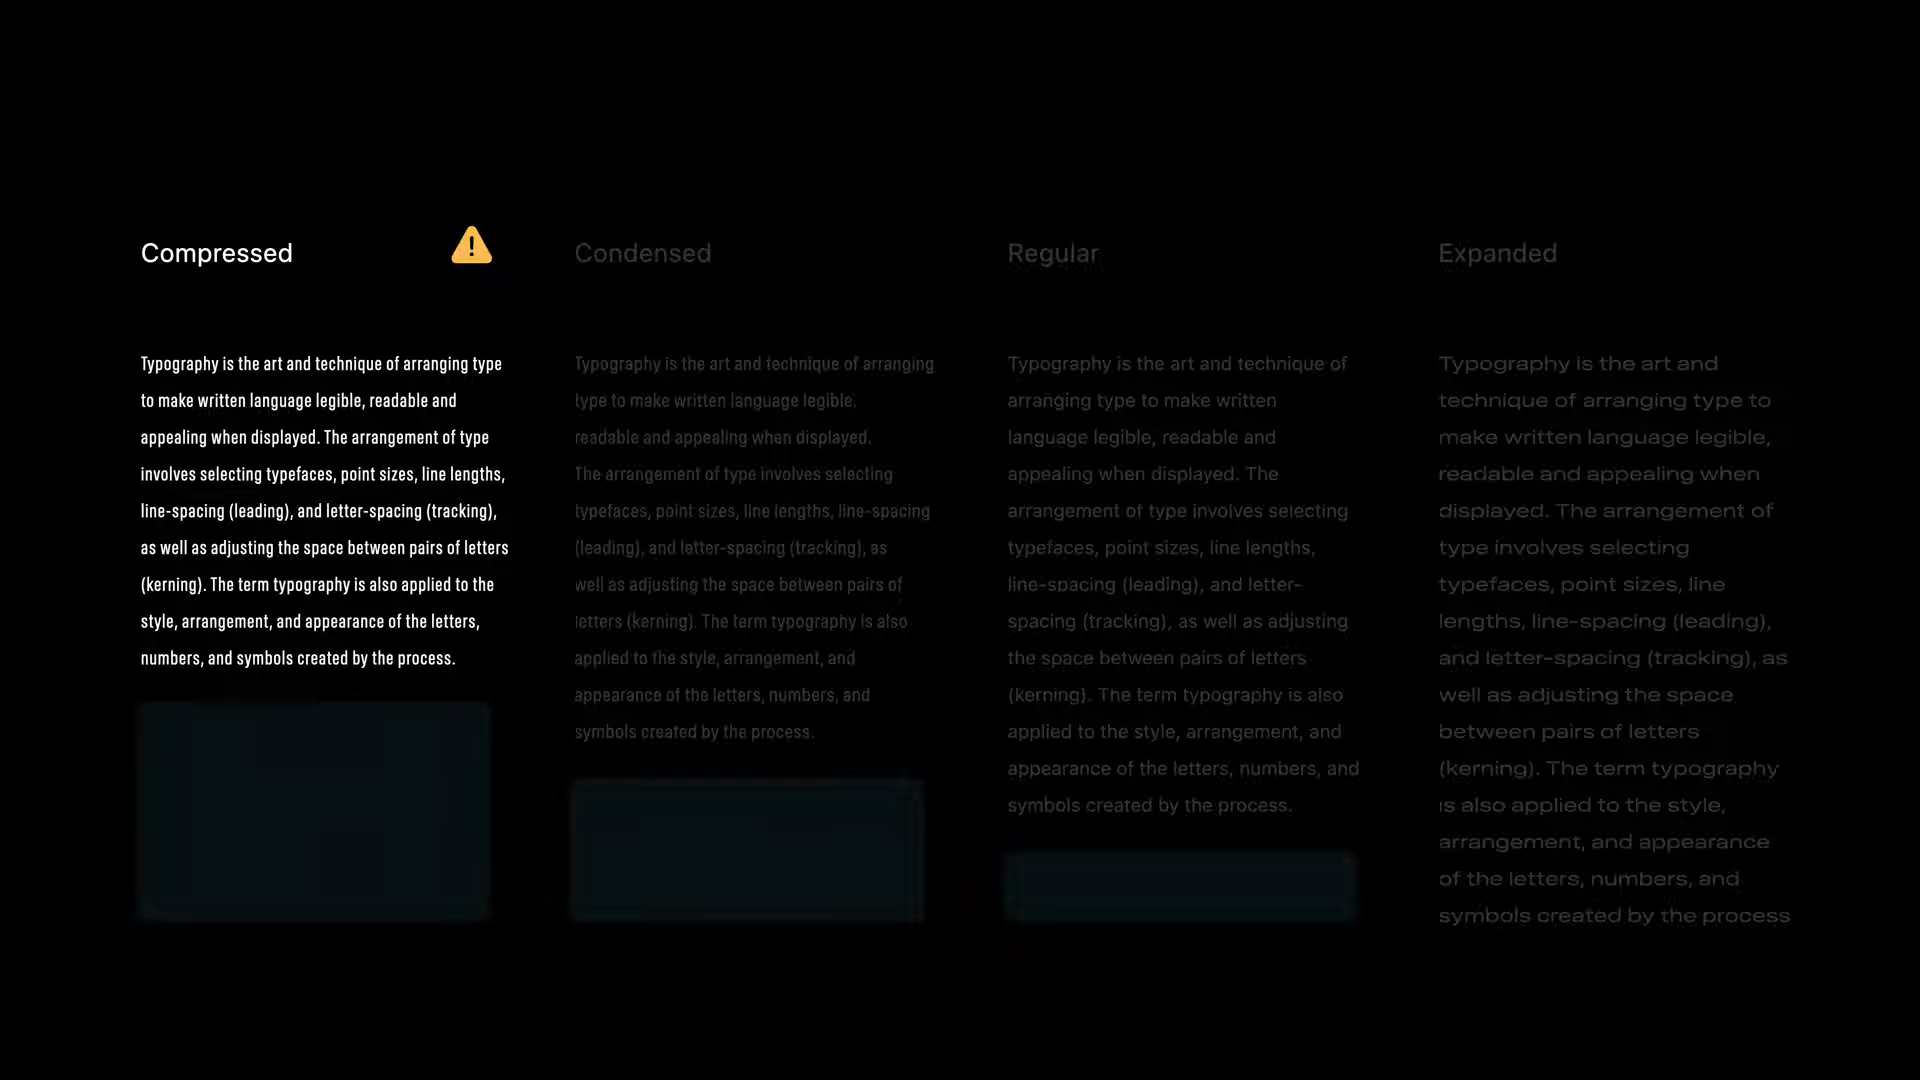 Compressed
Typography is the art and technique of arranging type
to make written language legible, readable and
appealing when displayed. The arrangement of type
involves selecting typefaces, point sizes, line lengths,
line-spacing (leading), and letter-spacing (tracking),
as well as adjusting the space between pairs of letters
(kerning). The term typography is also applied to the
style, arrangement, and appearance of the letters,
numbers, and symbols created by the process.
Condensed
Typography is the art and technique of arranging
type to make written language legible,
readable and appealing when displayed.
The arrangement of type involves selecting
typefaces, point sizes, line lengths, line-spacing
(leading), and letter-spacing (tracking), as
well as adjusting the space between pairs of
letters (kerning). The term typography is also
applied to the style, arrangement, and
appearance of the letters, numbers, and
symbols created by the process.
Regular
Typography is the art and technique of
arranging type to make written
language legible, readable and
appealing when displayed. The
arrangement of type involves selecting
typefaces, point sizes, line lengths,
line-spacing (leading), and letter-
spacing (tracking), as well as adjusting
the space between pairs of letters
(kerning). The term typography is also
applied to the style, arrangement, and
appearance of the letters, numbers, and
symbols created by the process.
Expanded
Typography is the art and
technique of arranging type to
make written language legible,
readable and appealing when
displayed. The arrangement of
type involves selecting
typefaces, point sizes, line
lengths, line-spacing (leading),
and letter-spacing (tracking), as
well as adjusting the space
between pairs of letters
(kerning). The term typography
is also applied to the style,
arrangement, and appearance
of the letters, numbers, and
symbols created by the process